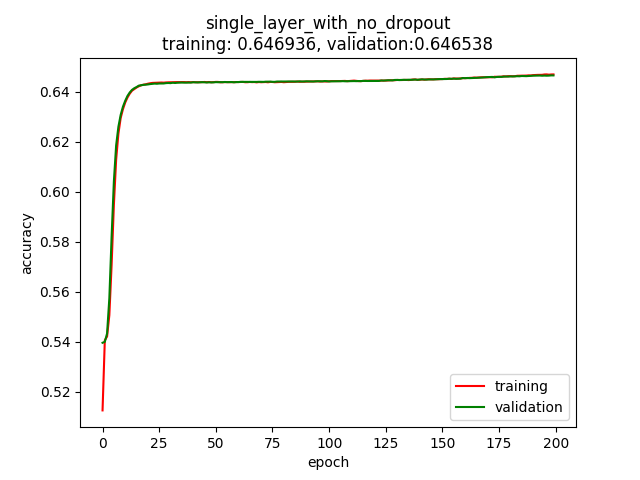 single_layer_with_no_dropout
training: 0.646936, validation:0.646538
accuracy
0.64
0.62
0.60
0.58
0.56
0.54
0.52
training
validation
0 25 50 75 100 125 150 175 200
epoch